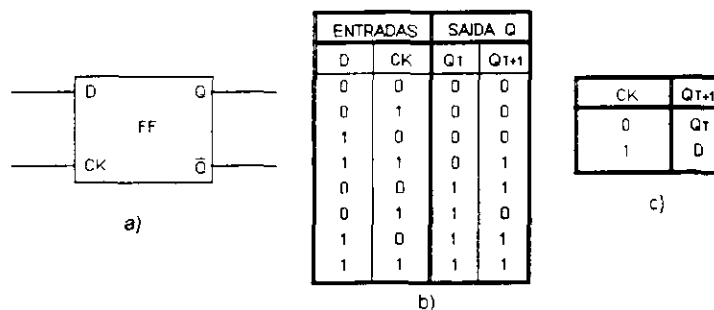 D Q
FF
CK Q̅
a)
ENTRADAS SAIDA Q
D CK QT QT+1
0 0 0 0
0 1 0 0
1 0 0 0
1 1 0 1
0 0 1 1
0 1 1 0
1 0 1 1
1 1 1 1
b)
CK QT+1
0 QT
1 D
c)